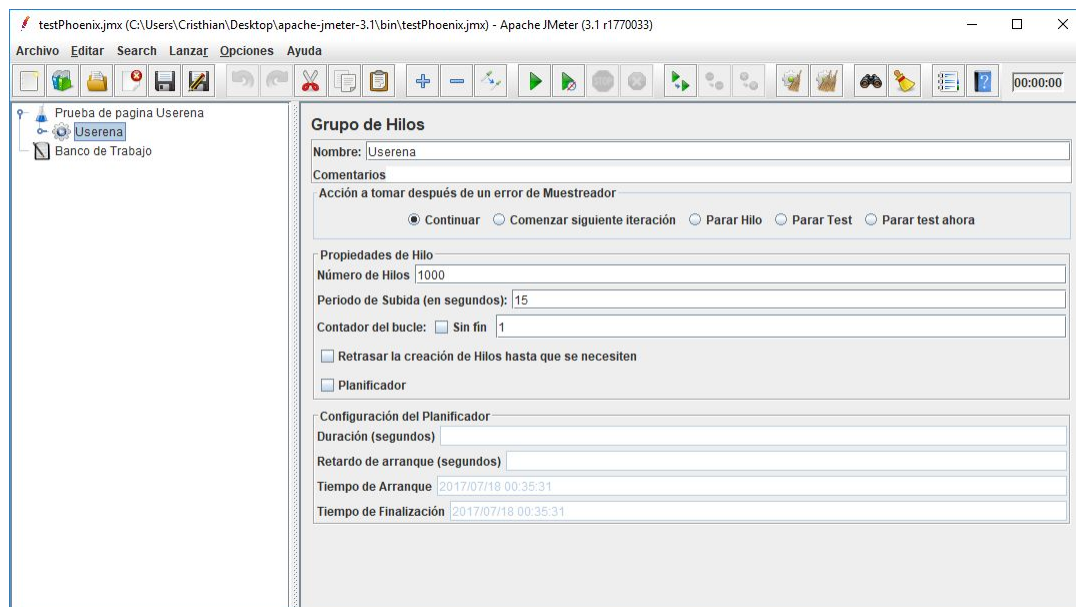 testPhoenix.jmx (C:\Users\Cristhian\Desktop\apache-jmeter-3.1\bin\testPhoenix.jmx) - Apache JMeter (3.1 r1770033)
Archivo Editar Search Lanzar Opciones Ayuda
00:00:00
Prueba de pagina Userena
Userena
Banco de Trabajo
Grupo de Hilos
Nombre: Userena
Comentarios
Acción a tomar después de un error de Muestreador
Continuar Comenzar siguiente iteración Parar Hilo Parar Test Parar test ahora
Propiedades de Hilo
Número de Hilos 1000
Periodo de Subida (en segundos): 15
Contador del bucle: Sin fín 1
Retrasar la creación de Hilos hasta que se necesiten
Planificador
Configuración del Planificador
Duración (segundos)
Retardo de arranque (segundos)
Tiempo de Arranque 2017/07/18 00:35:31
Tiempo de Finalización 2017/07/18 00:35:31